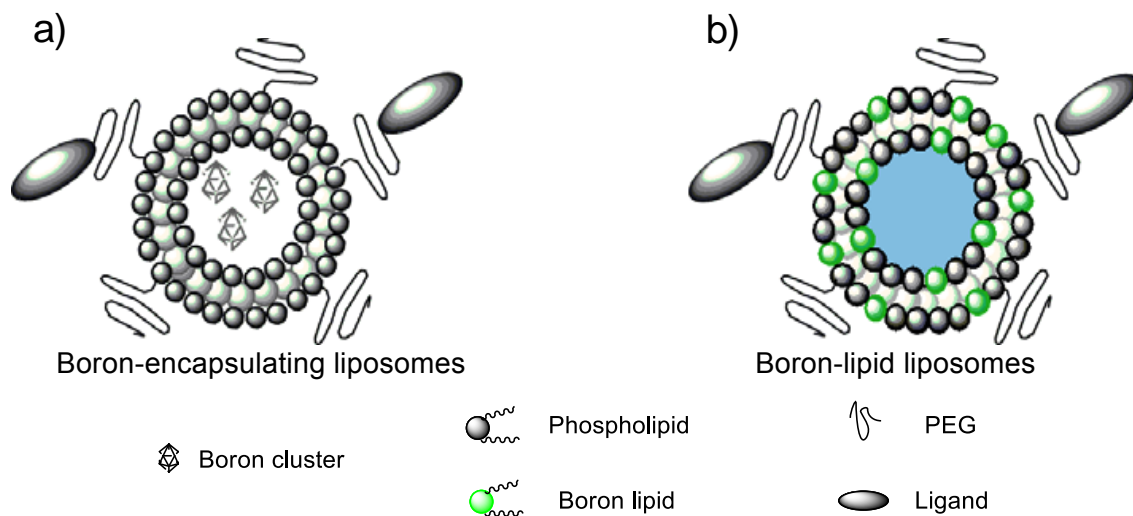 a)
b)
Boron-encapsulating liposomes
Boron-lipid liposomes
Boron cluster
Phospholipid
PEG
Boron lipid
Ligand